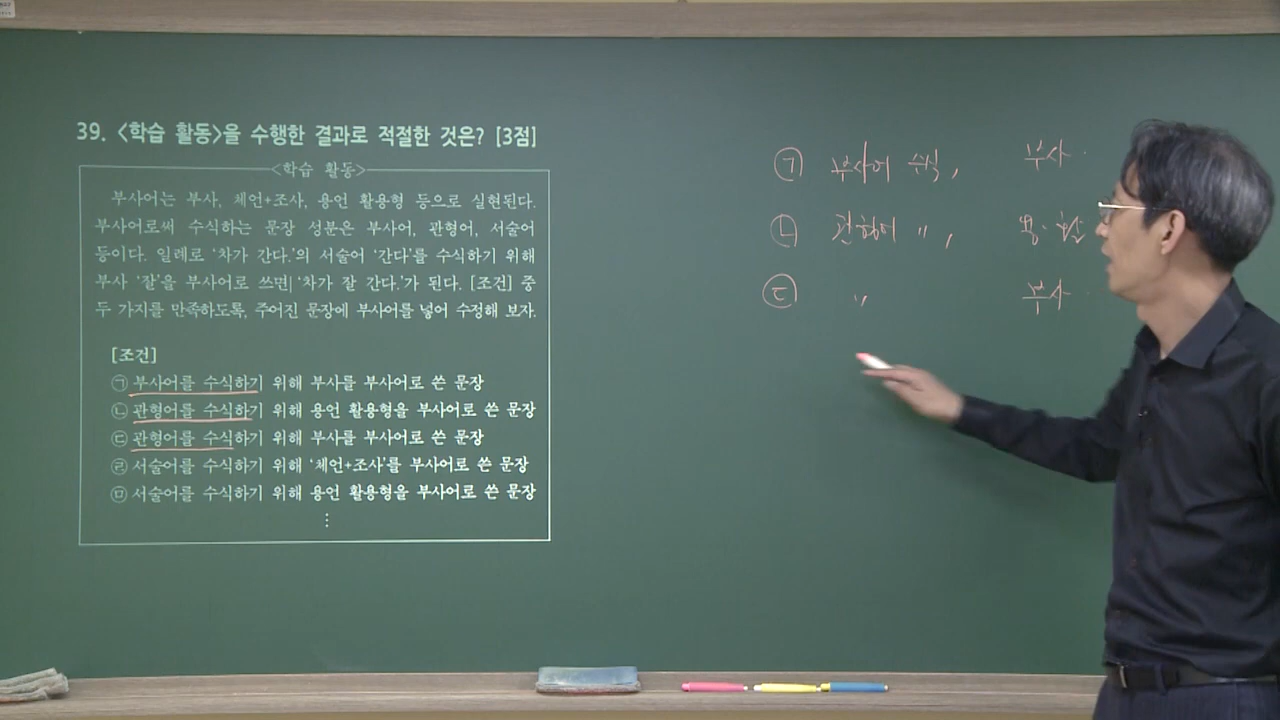 39. <학습 활동>을 수행한 결과로 적절한 것은? [3점]
<학습 활동>
부사어는 부사, 체언+조사, 용언 활용형 등으로 실현된다.
부사어로써 수식하는 문장 성분은 부사어, 관형어, 서술어
등이다. 일례로 '차가 간다.'의 서술어 '간다'를 수식하기 위해
부사 '잘'을 부사어로 쓰면 '차가 잘 간다.'가 된다. [조건] 중
두 가지를 만족하도록, 주어진 문장에 부사어를 넣어 수정해 보자.
[조건]
㉠ 부사어를 수식하기 위해 부사를 부사어로 쓴 문장
㉡ 관형어를 수식하기 위해 용언 활용형을 부사어로 쓴 문장
㉢ 관형어를 수식하기 위해 부사를 부사어로 쓴 문장
㉣ 서술어를 수식하기 위해 '체언+조사'를 부사어로 쓴 문장
㉤ 서술어를 수식하기 위해 용언 활용형을 부사어로 쓴 문장
⋮
㉠ 부사어 수식, 부사
㉡ 관형어 〃, 용·활
㉢ 〃 부사